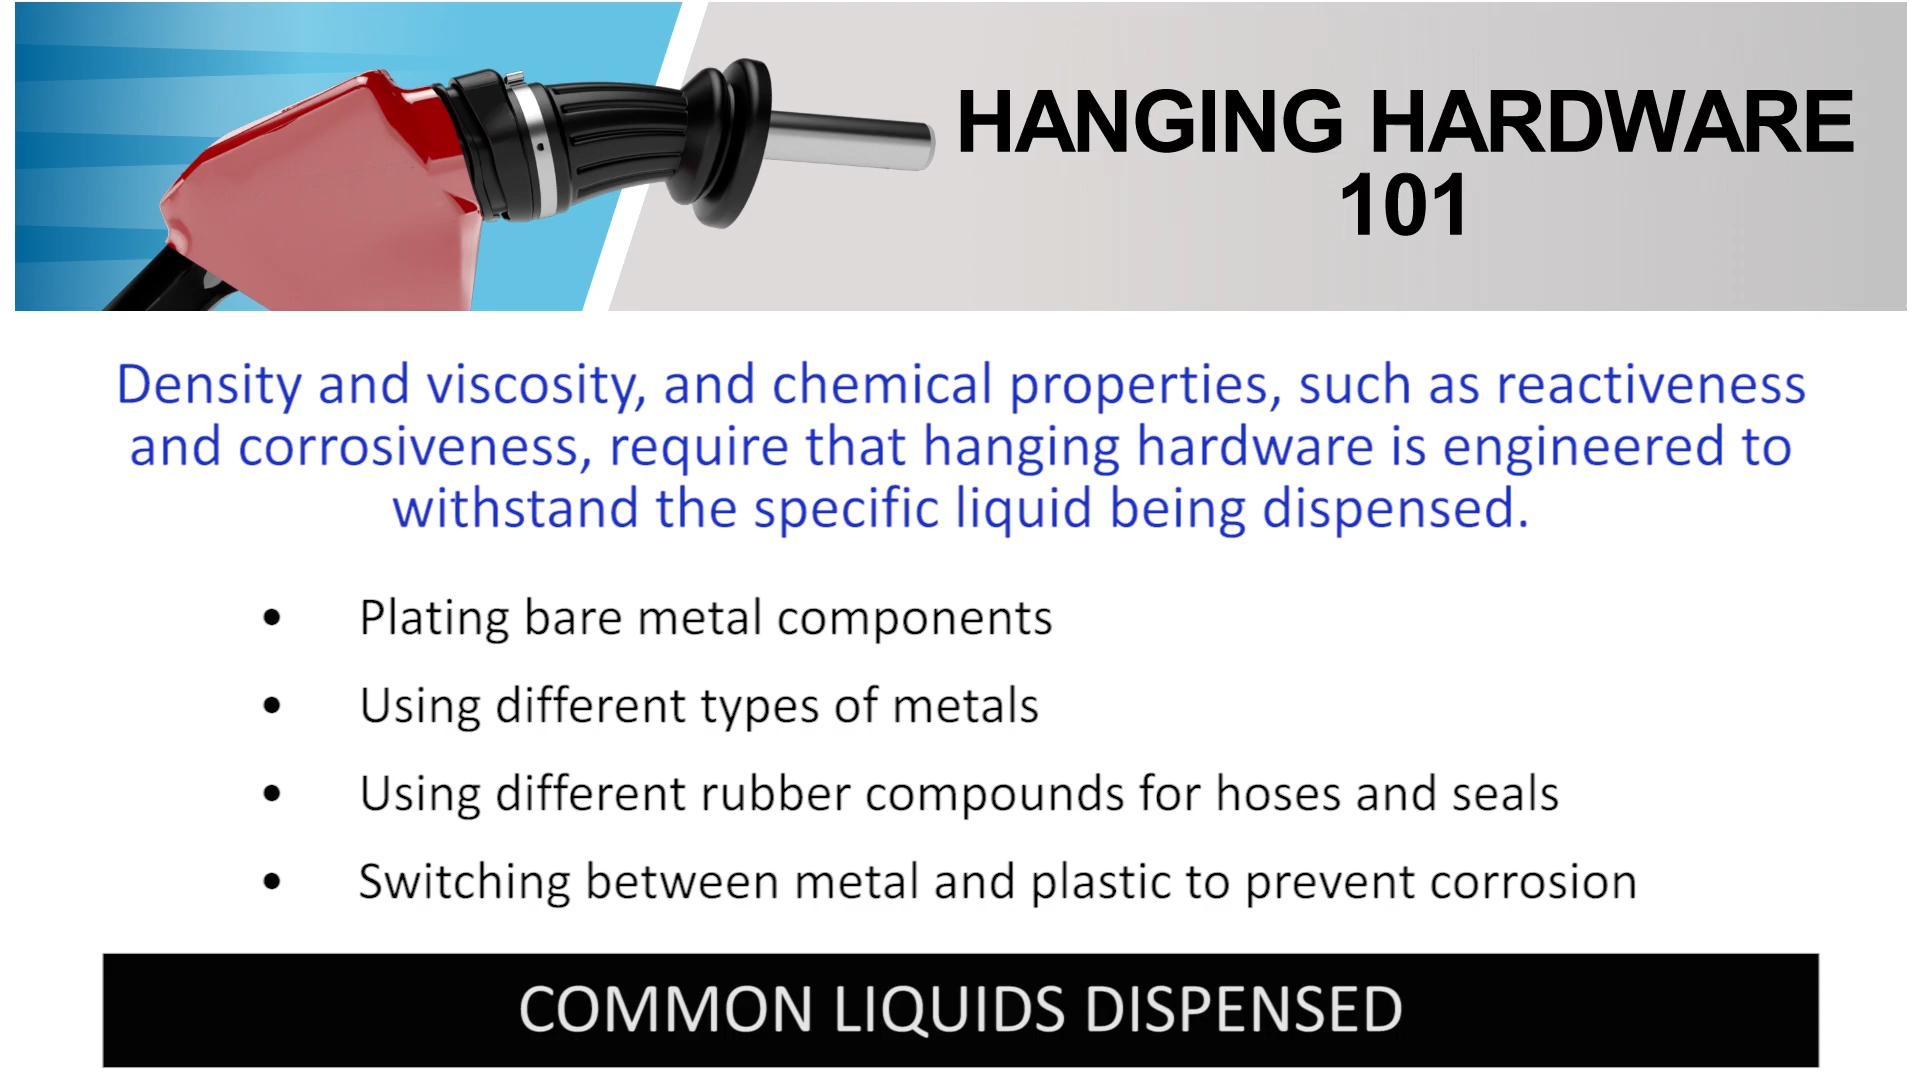 HANGING HARDWARE
101
Density and viscosity, and chemical properties, such as reactiveness
and corrosiveness, require that hanging hardware is engineered to
withstand the specific liquid being dispensed.
• Plating bare metal components
• Using different types of metals
• Using different rubber compounds for hoses and seals
• Switching between metal and plastic to prevent corrosion
COMMON LIQUIDS DISPENSED